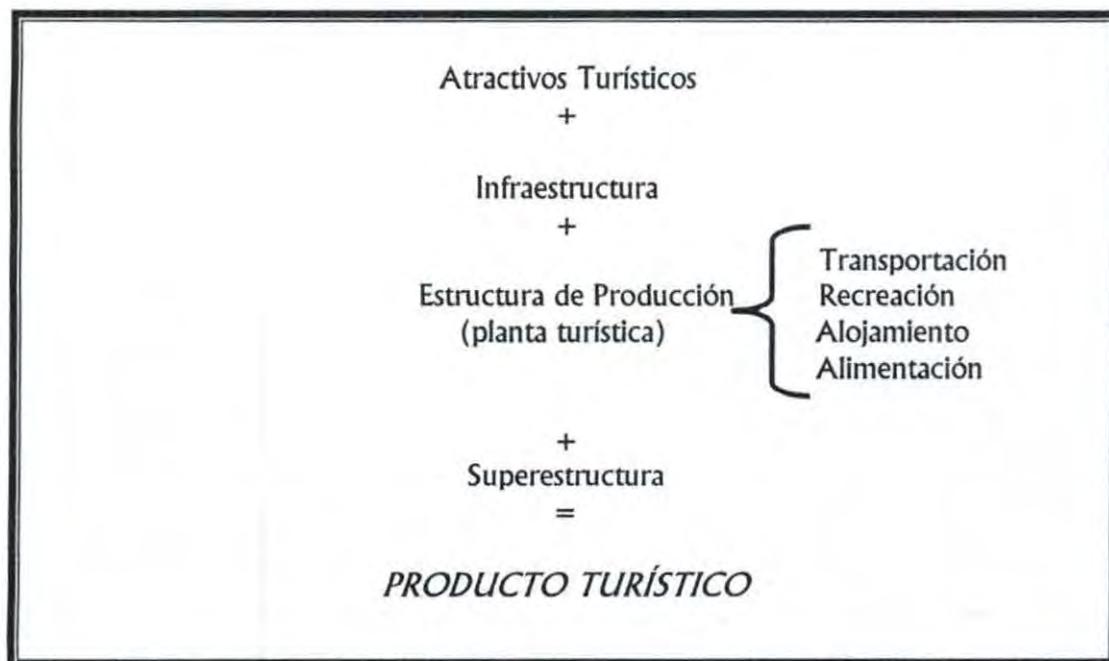 Atractivos Turísticos
+
Infraestructura
+
Estructura de Producción
(planta turística)
Transportación
Recreación
Alojamiento
Alimentación
+
Superestructura
=
PRODUCTO TURÍSTICO